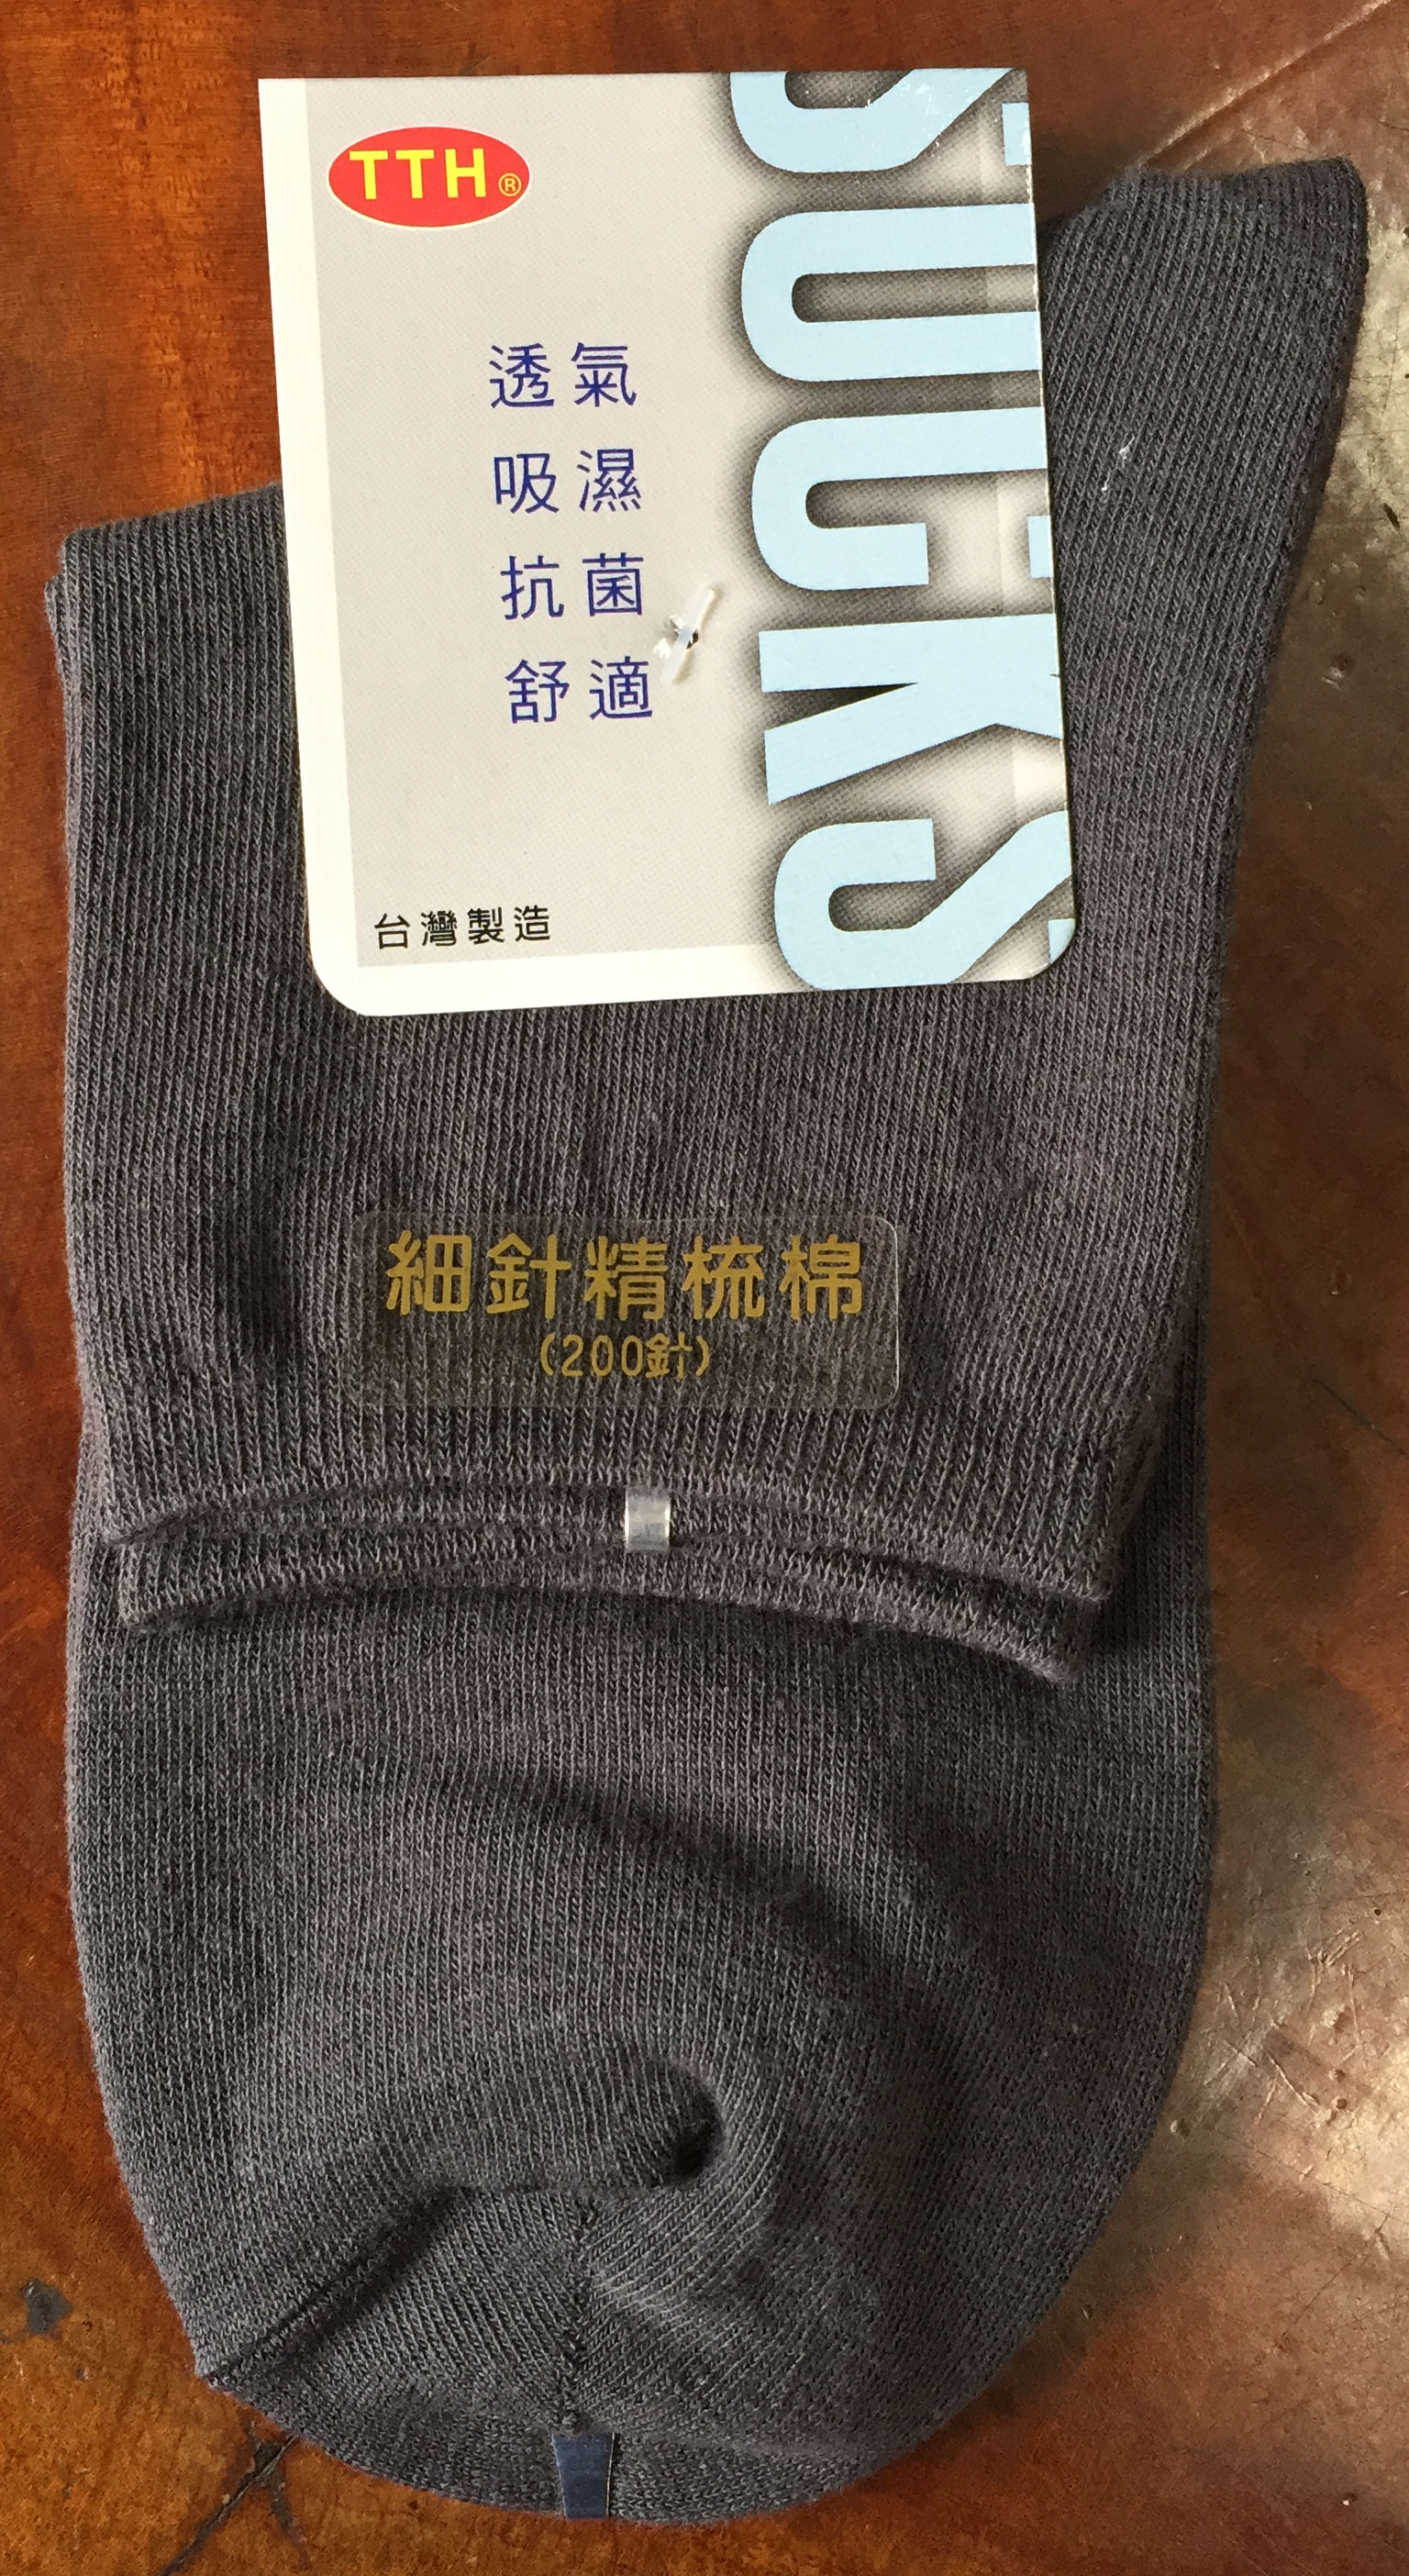 TTH®
SOCKS
透氣
吸濕
抗菌
舒適
台灣製造
細針精梳棉
(200針)